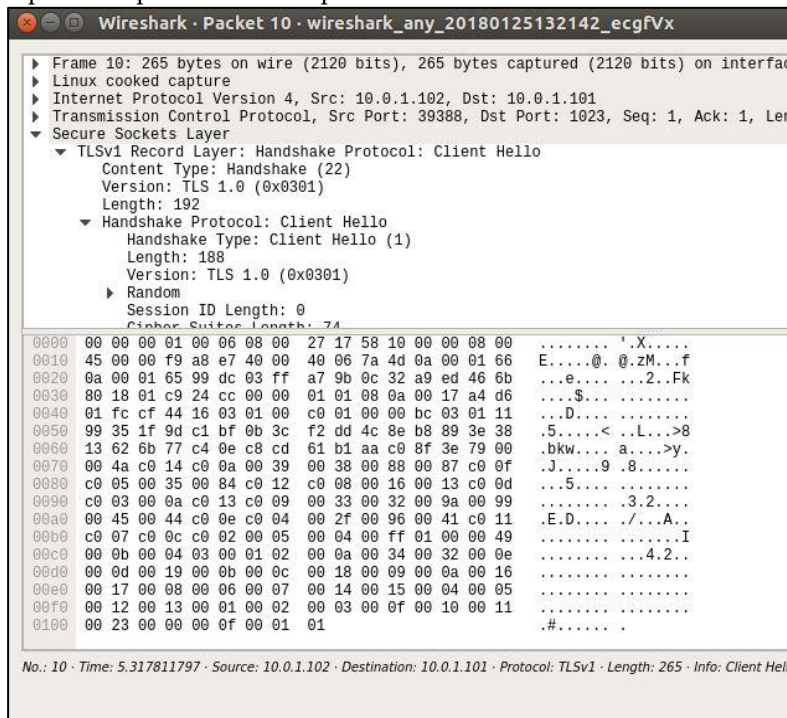 Wireshark · Packet 10 · wireshark_any_20180125132142_ecgfVx
Frame 10: 265 bytes on wire (2120 bits), 265 bytes captured (2120 bits) on interfac
Linux cooked capture
Internet Protocol Version 4, Src: 10.0.1.102, Dst: 10.0.1.101
Transmission Control Protocol, Src Port: 39388, Dst Port: 1023, Seq: 1, Ack: 1, Len
Secure Sockets Layer
TLSv1 Record Layer: Handshake Protocol: Client Hello
Content Type: Handshake (22)
Version: TLS 1.0 (0x0301)
Length: 192
Handshake Protocol: Client Hello
Handshake Type: Client Hello (1)
Length: 188
Version: TLS 1.0 (0x0301)
Random
Session ID Length: 0
Cipher Suites Length: 74
0000 00 00 00 01 00 06 08 00 27 17 58 10 00 00 08 00 ........ '.X.....
0010 45 00 00 f9 a8 e7 40 00 40 06 7a 4d 0a 00 01 66 E.....@. @.zM...f
0020 0a 00 01 65 99 dc 03 ff a7 9b 0c 32 a9 ed 46 6b ...e.... ...2..Fk
0030 80 18 01 c9 24 cc 00 00 01 01 08 0a 00 17 a4 d6 ....$... ........
0040 01 fc cf 44 16 03 01 00 c0 01 00 00 bc 03 01 11 ...D.... ........
0050 99 35 1f 9d c1 bf 0b 3c f2 dd 4c 8e b8 89 3e 38 .5.....< ..L...>8
0060 13 62 6b 77 c4 0e c8 cd 61 b1 aa c0 8f 3e 79 00 .bkw.... a....>y.
0070 00 4a c0 14 c0 0a 00 39 00 38 00 88 00 87 c0 0f .J.....9 .8......
0080 c0 05 00 35 00 84 c0 12 c0 08 00 16 00 13 c0 0d ...5.... ........
0090 c0 03 00 0a c0 13 c0 09 00 33 00 32 00 9a 00 99 ........ .3.2....
00a0 00 45 00 44 c0 0e c0 04 00 2f 00 96 00 41 c0 11 .E.D.... ./...A..
00b0 c0 07 c0 0c c0 02 00 05 00 04 00 ff 01 00 00 49 ........ .......I
00c0 00 0b 00 04 03 00 01 02 00 0a 00 34 00 32 00 0e ........ ...4.2..
00d0 00 0d 00 19 00 0b 00 0c 00 18 00 09 00 0a 00 16 ........ ........
00e0 00 17 00 08 00 06 00 07 00 14 00 15 00 04 00 05 ........ ........
00f0 00 12 00 13 00 01 00 02 00 03 00 0f 00 10 00 11 ........ ........
0100 00 23 00 00 00 0f 00 01 01 .#...... .
No.: 10 · Time: 5.317811797 · Source: 10.0.1.102 · Destination: 10.0.1.101 · Protocol: TLSv1 · Length: 265 · Info: Client Hell